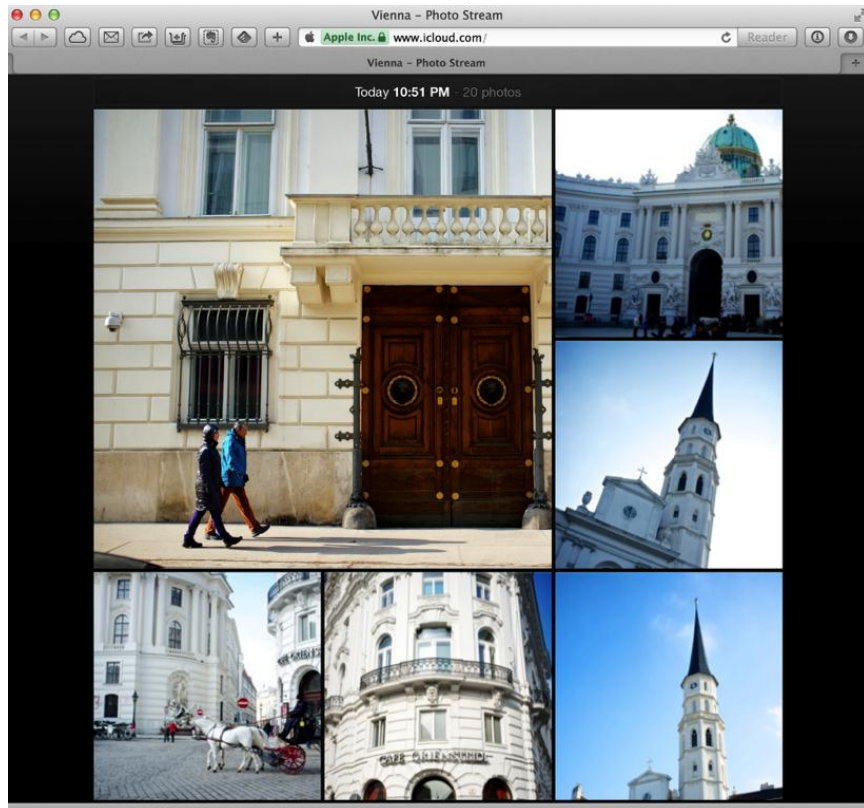 Vienna – Photo Stream
Apple Inc. www.icloud.com/
Reader
Vienna – Photo Stream
Today 10:51 PM · 20 photos
CAFE
CAFE GRIENSTEIDL